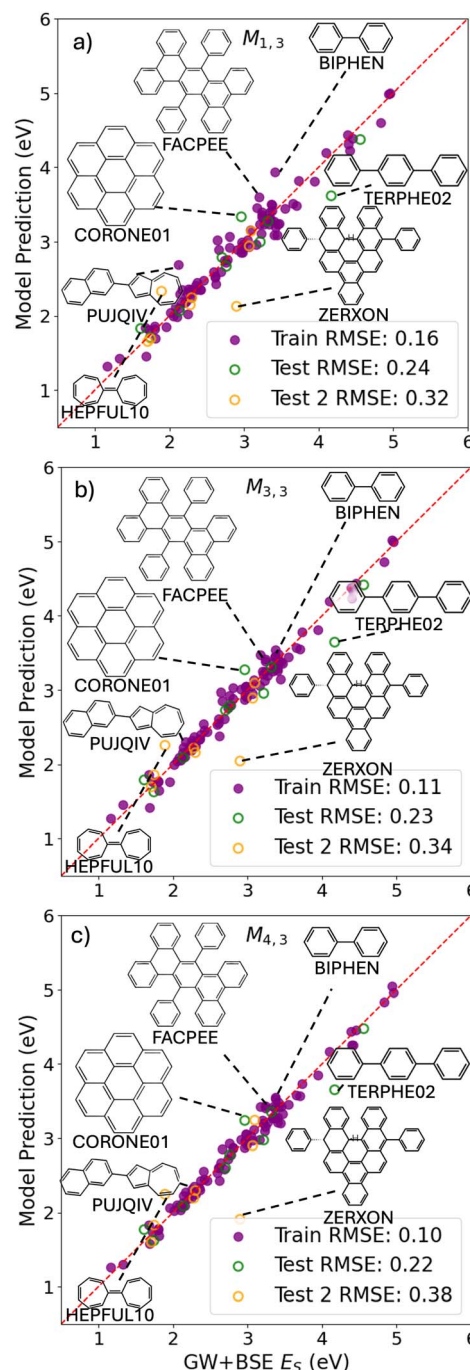 a)
M1,3
BIPHEN
FACPEE
CORONE01
TERPHE02
PUJQIV
ZERXON
HEPFUL10
H
Train RMSE: 0.16
Test RMSE: 0.24
Test 2 RMSE: 0.32
Model Prediction (eV)
6
5
4
3
2
1
1 2 3 4 5 6
b)
M3,3
BIPHEN
FACPEE
CORONE01
TERPHE02
PUJQIV
ZERXON
HEPFUL10
H
Train RMSE: 0.11
Test RMSE: 0.23
Test 2 RMSE: 0.34
Model Prediction (eV)
6
5
4
3
2
1
1 2 3 4 5 6
c)
M4,3
BIPHEN
FACPEE
CORONE01
TERPHE02
PUJQIV
ZERXON
HEPFUL10
H
Train RMSE: 0.10
Test RMSE: 0.22
Test 2 RMSE: 0.38
Model Prediction (eV)
6
5
4
3
2
1
1 2 3 4 5 6
GW+BSE ES (eV)